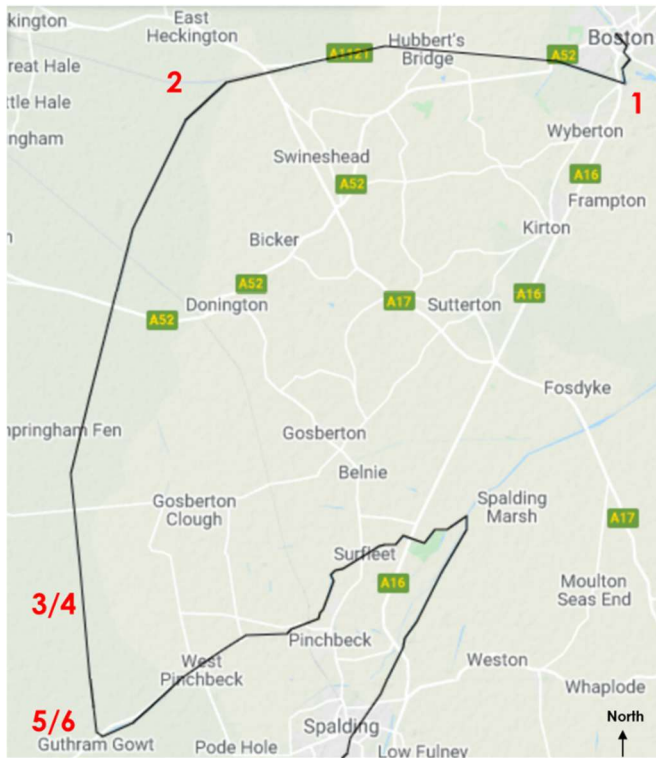 kington
East
Heckington
Hubbert's
Bridge
Boston
A1121
A52
reat Hale
2
1
ttle Hale
ngham
Wyberton
Swineshead
A16
A52
Frampton
Kirton
Bicker
A52
A16
Donington
A17
Sutterton
A52
Fosdyke
npringham Fen
Gosberton
Belnie
Gosberton
Clough
Spalding
Marsh
A17
Surfleet
A16
Moulton
Seas End
3/4
Pinchbeck
West
Pinchbeck
Weston
Whaplode
5/6
North
Guthram Gowt
Pode Hole
Spalding
Low Fulney